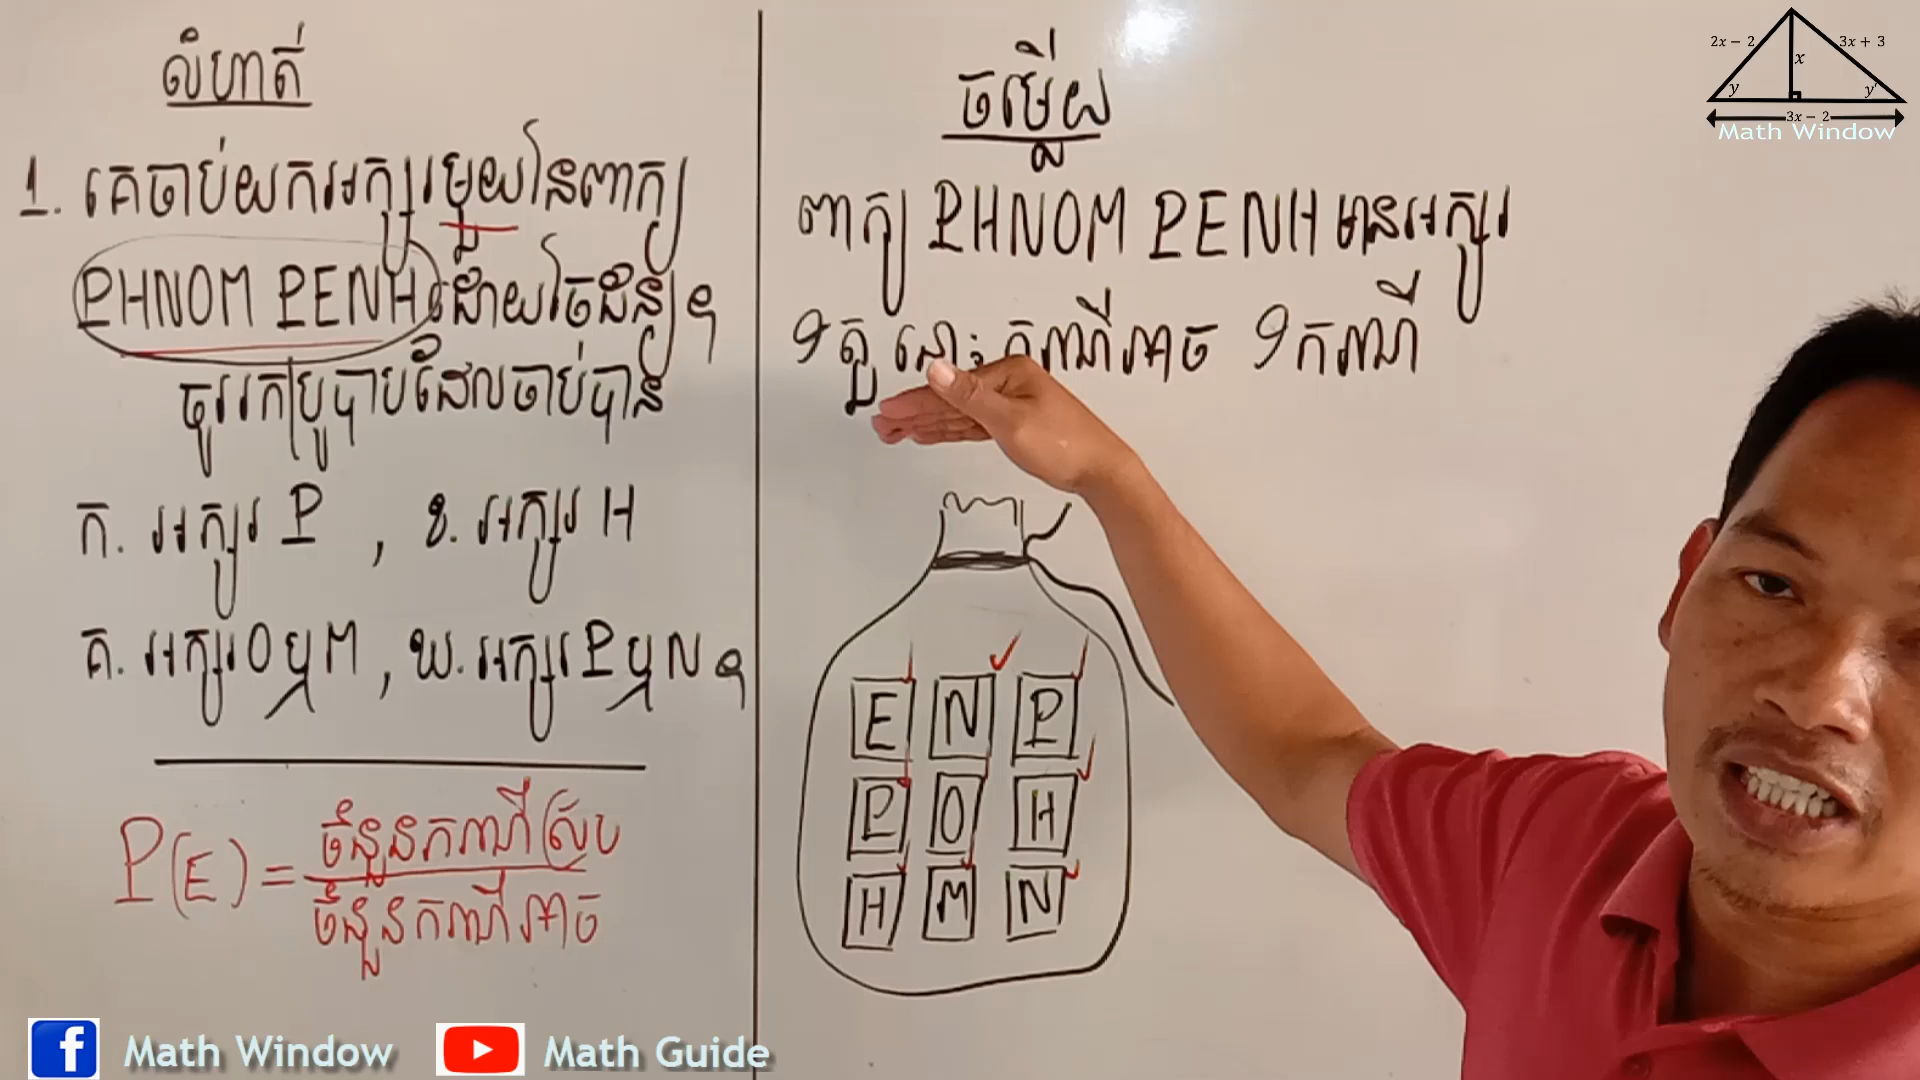 លំហាត់
1. គេចាប់យកអក្សរមួយនៃពាក្យ
PHNOM PENH ដោយចៃដន្យ ។
ចូររកប្រូបាបដែលចាប់បាន
ក. អក្សរ P , ខ. អក្សរ H
គ. អក្សរ O ឬ M , ឃ. អក្សរ P ឬ N ។
P(E) = ចំនួនករណីស្រប
ចំនួនករណីអាច
ចម្លើយ
ពាក្យ PHNOM PENH មានអក្សរ
9 តួ នោះ ករណីអាច 9 ករណី
E N P
P O H
H M N
2x − 2
3x + 3
x
y
y'
3x − 2
Math Window
Math Window
Math Guide